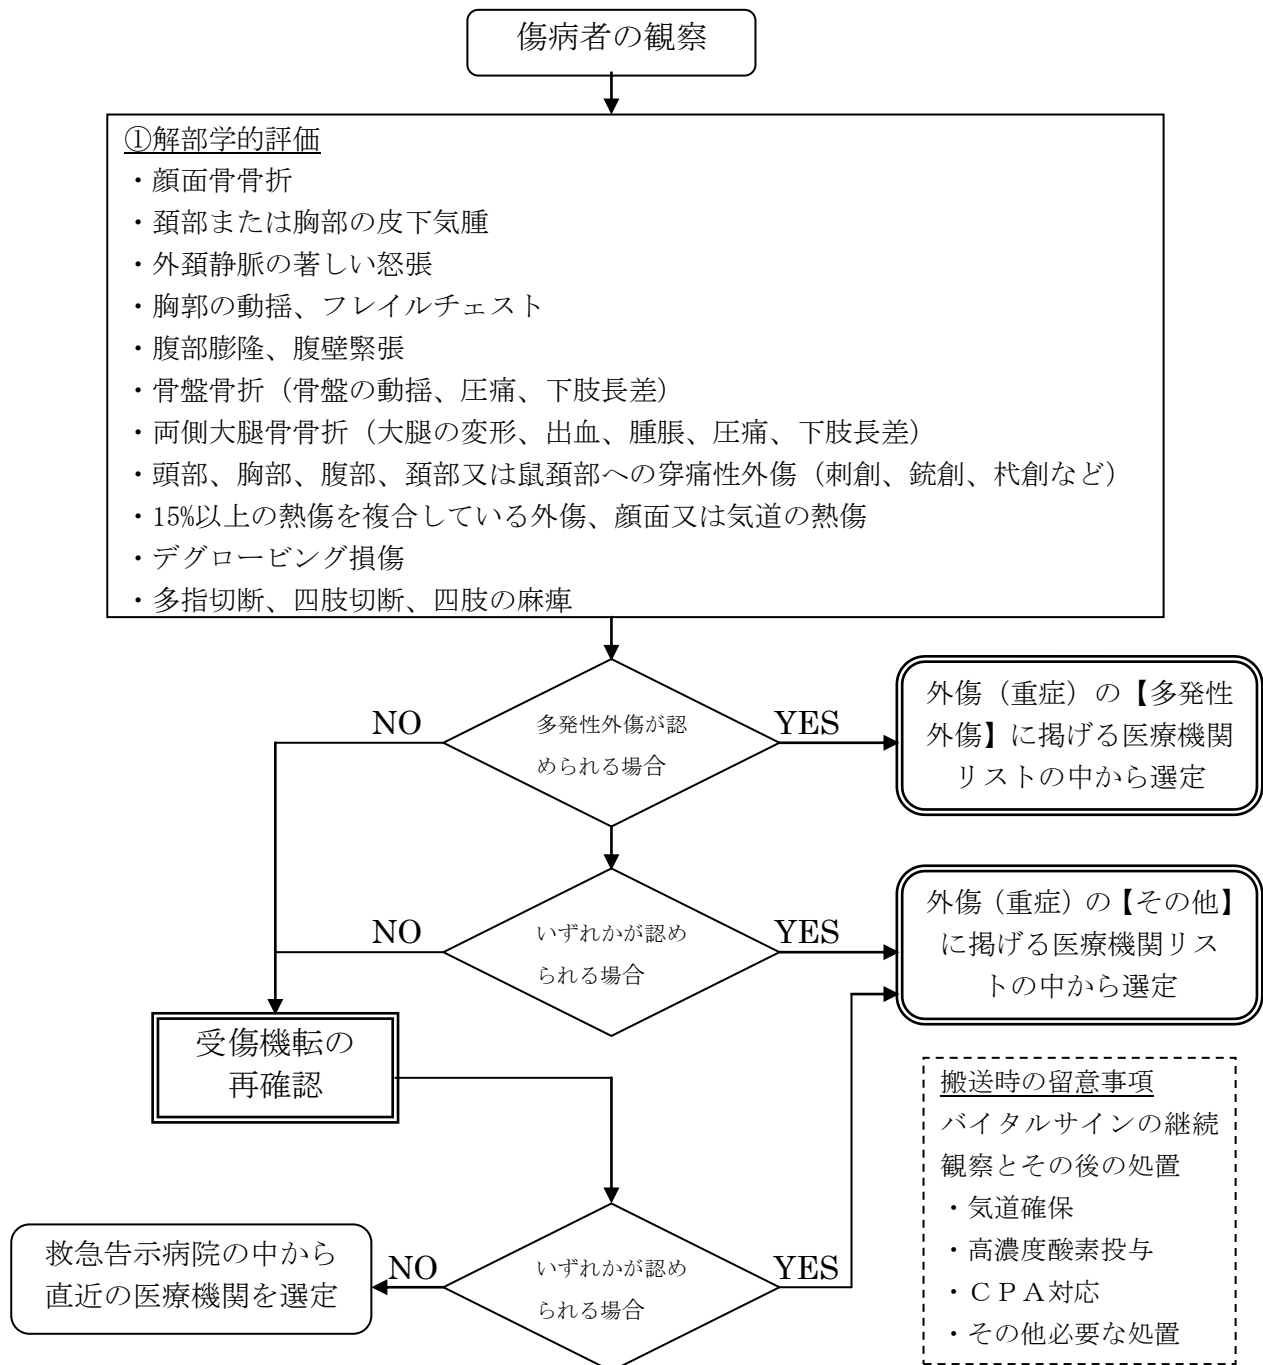 傷病者の観察
①解部学的評価
・顔面骨骨折
・頚部または胸部の皮下気腫
・外頚静脈の著しい怒張
・胸郭の動揺、フレイルチェスト
・腹部膨隆、腹壁緊張
・骨盤骨折（骨盤の動揺、圧痛、下肢長差）
・両側大腿骨骨折（大腿の変形、出血、腫脹、圧痛、下肢長差）
・頭部、胸部、腹部、頚部又は鼠頚部への穿痛性外傷（刺創、銃創、杙創など）
・15%以上の熱傷を複合している外傷、顔面又は気道の熱傷
・デグロービング損傷
・多指切断、四肢切断、四肢の麻痺
NO
多発性外傷が認
められる場合
YES
外傷（重症）の【多発性
外傷】に掲げる医療機関
リストの中から選定
NO
いずれかが認め
られる場合
YES
外傷（重症）の【その他】
に掲げる医療機関リス
トの中から選定
受傷機転の
再確認
搬送時の留意事項
バイタルサインの継続
観察とその後の処置
・気道確保
・高濃度酸素投与
・ＣＰＡ対応
・その他必要な処置
救急告示病院の中から
直近の医療機関を選定
NO
いずれかが認め
られる場合
YES